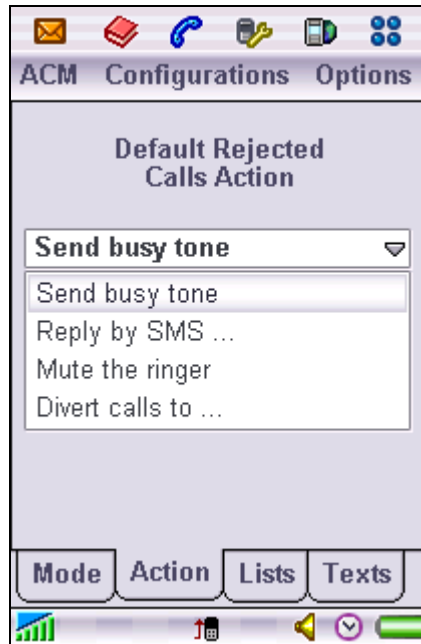 ACM Configurations Options
Default Rejected
Calls Action
Send busy tone
Send busy tone
Reply by SMS ...
Mute the ringer
Divert calls to ...
Mode Action Lists Texts